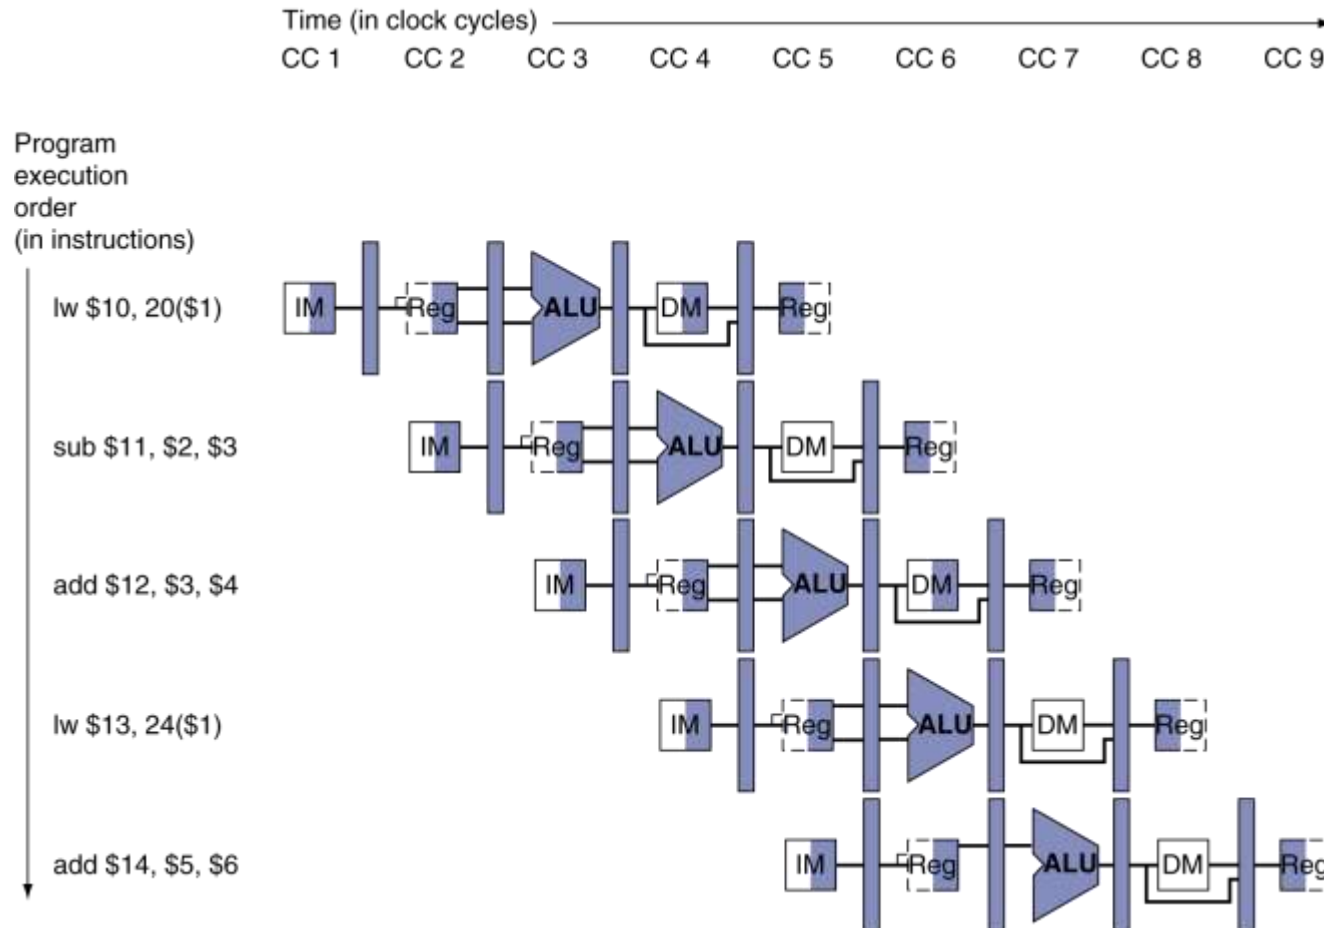 Time (in clock cycles)
CC 1 CC 2 CC 3 CC 4 CC 5 CC 6 CC 7 CC 8 CC 9
Program
execution
order
(in instructions)
lw $10, 20($1) IM Reg ALU DM Reg
sub $11, $2, $3 IM Reg ALU DM Reg
add $12, $3, $4 IM Reg ALU DM Reg
lw $13, 24($1) IM Reg ALU DM Reg
add $14, $5, $6 IM Reg ALU DM Reg